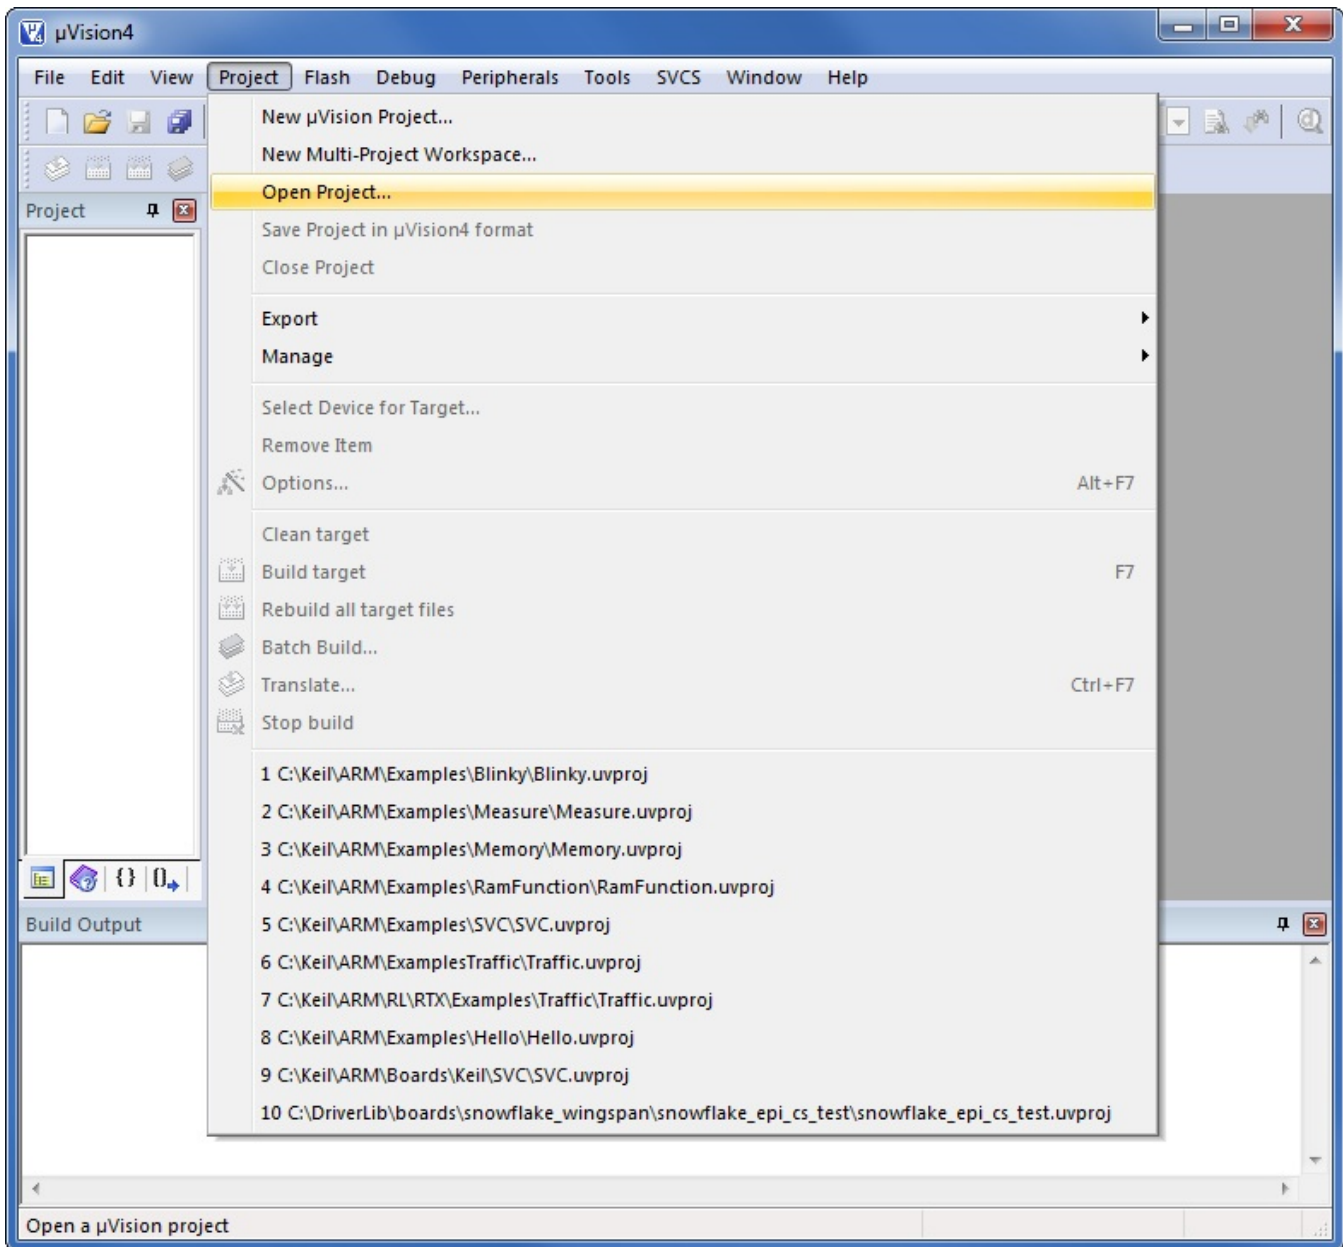 µVision4
File Edit View Project Flash Debug Peripherals Tools SVCS Window Help
New µVision Project...
New Multi-Project Workspace...
Open Project...
Project
Save Project in µVision4 format
Close Project
Export
Manage
Select Device for Target...
Remove Item
Options... Alt+F7
Clean target
Build target F7
Rebuild all target files
Batch Build...
Translate... Ctrl+F7
Stop build
1 C:\Keil\ARM\Examples\Blinky\Blinky.uvproj
2 C:\Keil\ARM\Examples\Measure\Measure.uvproj
3 C:\Keil\ARM\Examples\Memory\Memory.uvproj
4 C:\Keil\ARM\Examples\RamFunction\RamFunction.uvproj
5 C:\Keil\ARM\Examples\SVC\SVC.uvproj
Build Output
6 C:\Keil\ARM\ExamplesTraffic\Traffic.uvproj
7 C:\Keil\ARM\RL\RTX\Examples\Traffic\Traffic.uvproj
8 C:\Keil\ARM\Examples\Hello\Hello.uvproj
9 C:\Keil\ARM\Boards\Keil\SVC\SVC.uvproj
10 C:\DriverLib\boards\snowflake_wingspan\snowflake_epi_cs_test\snowflake_epi_cs_test.uvproj
Open a µVision project